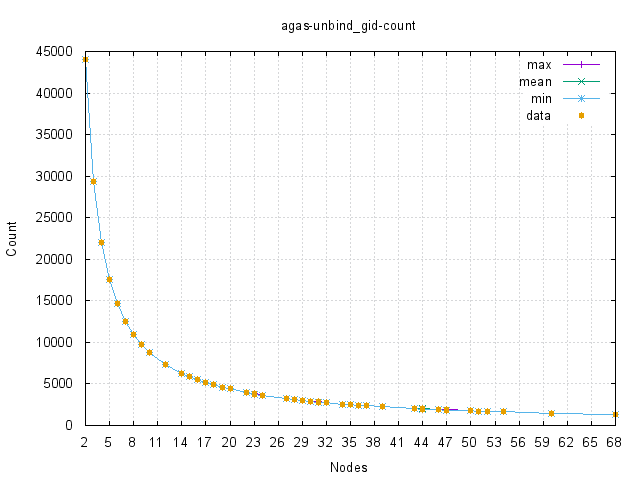 agas-unbind_gid-count
45000
40000
35000
30000
25000
20000
15000
10000
5000
0
Count
max
mean
min
data
2 5 8 11 14 17 20 23 26 29 32 35 38 41 44 47 50 53 56 59 62 65 68
Nodes